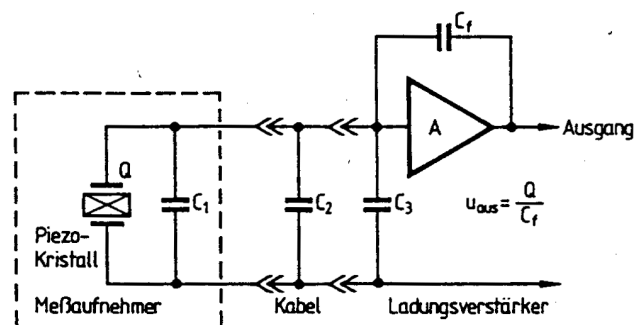 C_f
A
Ausgang
Q
C_1
C_2
C_3
u_aus = Q / C_f
Piezo-
Kristall
Meßaufnehmer
Kabel
Ladungsverstärker